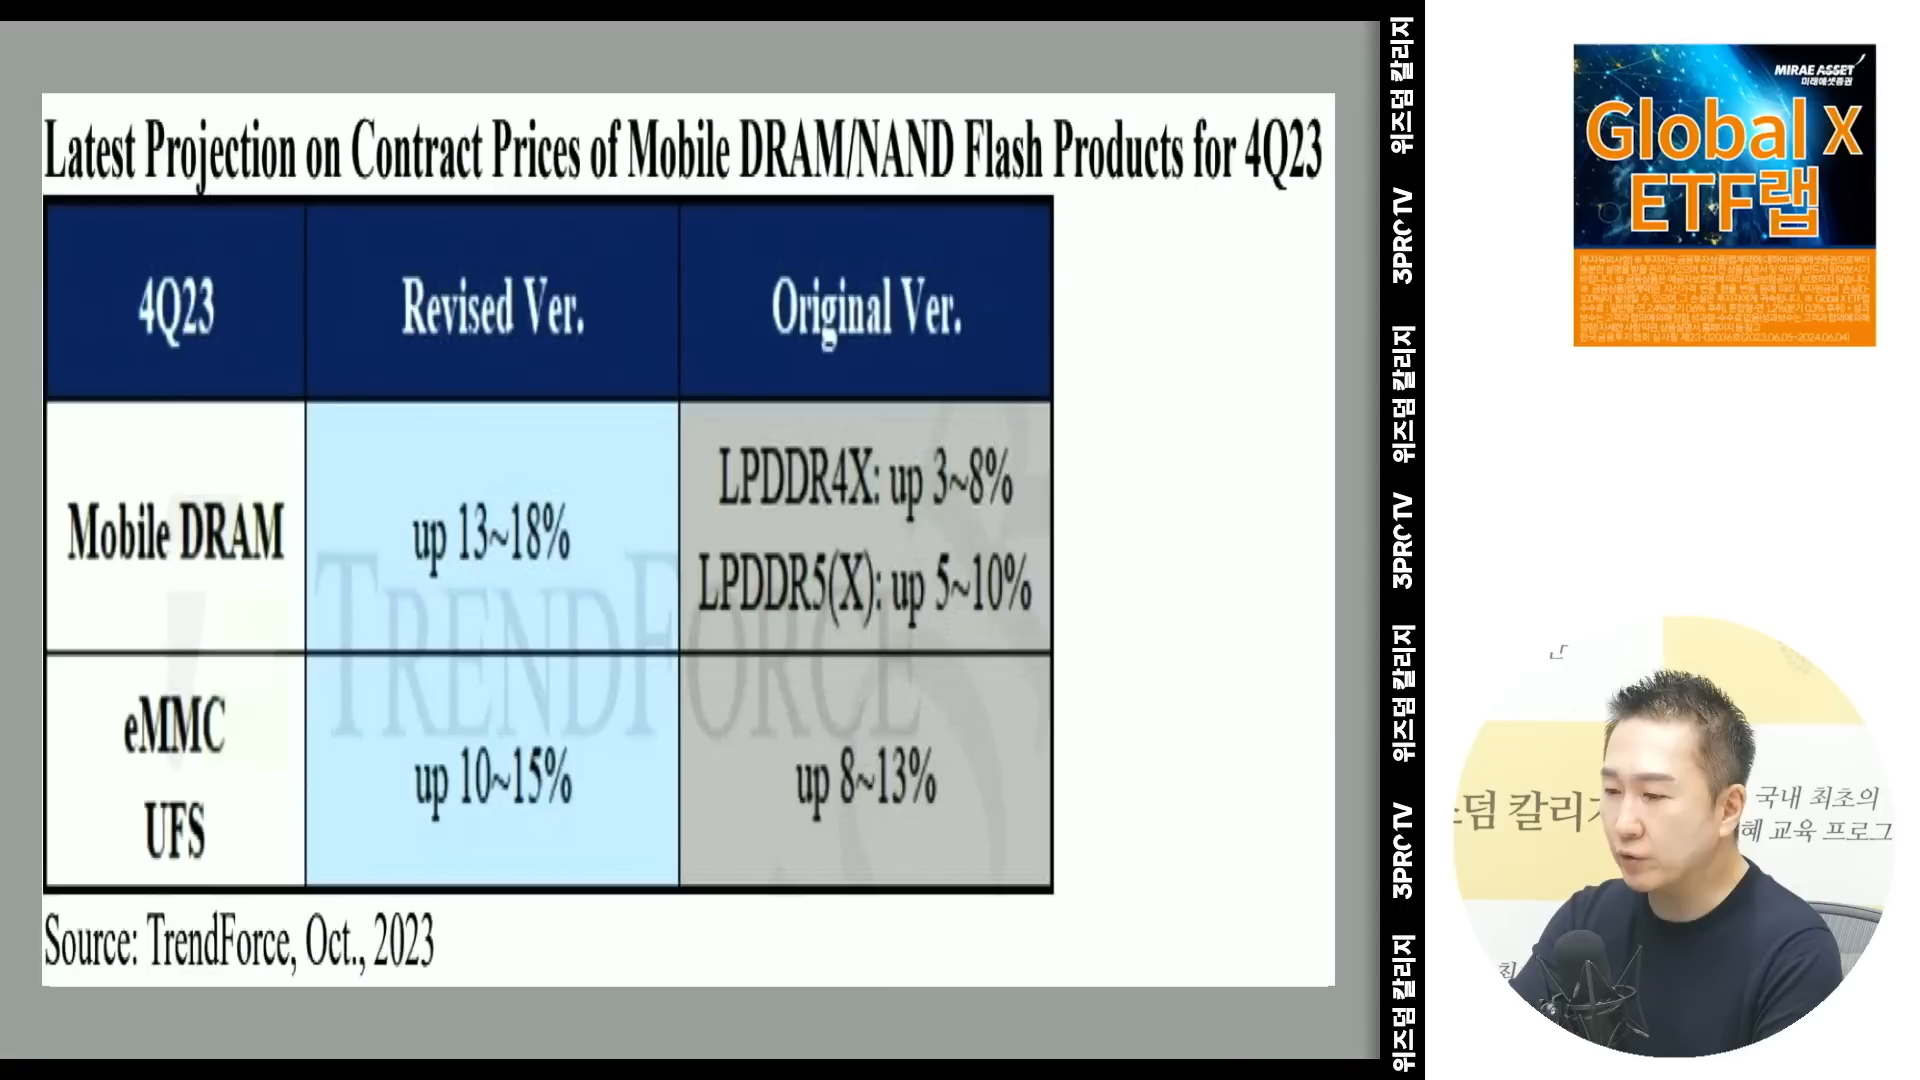 Latest Projection on Contract Prices of Mobile DRAM/NAND Flash Products for 4Q23
4Q23
Revised Ver.
Original Ver.
Mobile DRAM
up 13~18%
LPDDR4X: up 3~8%
LPDDR5(X): up 5~10%
eMMC
UFS
up 10~15%
up 8~13%
TRENDFORCE
Source: TrendForce, Oct., 2023
위즈덤 칼리지
3PROTV
위즈덤 칼리지
3PROTV
위즈덤 칼리지
3PROTV
위즈덤 칼리지
MIRAE ASSET
미래에셋증권
Global X
ETF랩
덤 칼리
국내 최초의
혜 교육 프로그
최